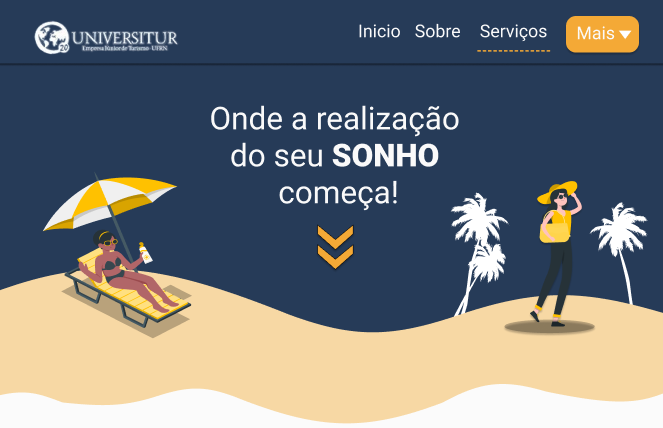 UNIVERSITUR
Empresa Júnior de Turismo - UFRN
20
Inicio Sobre Serviços Mais
Onde a realização
do seu SONHO
começa!